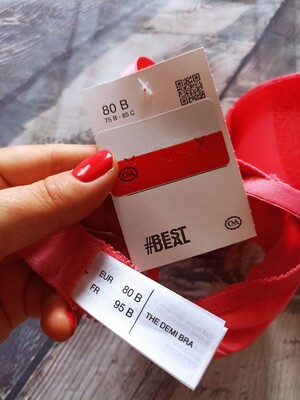 80 B
75 B - 85 C
C&A
#BEST
DEAL
C&A
EUR 80 B
FR 95 B
THE DEMI BRA